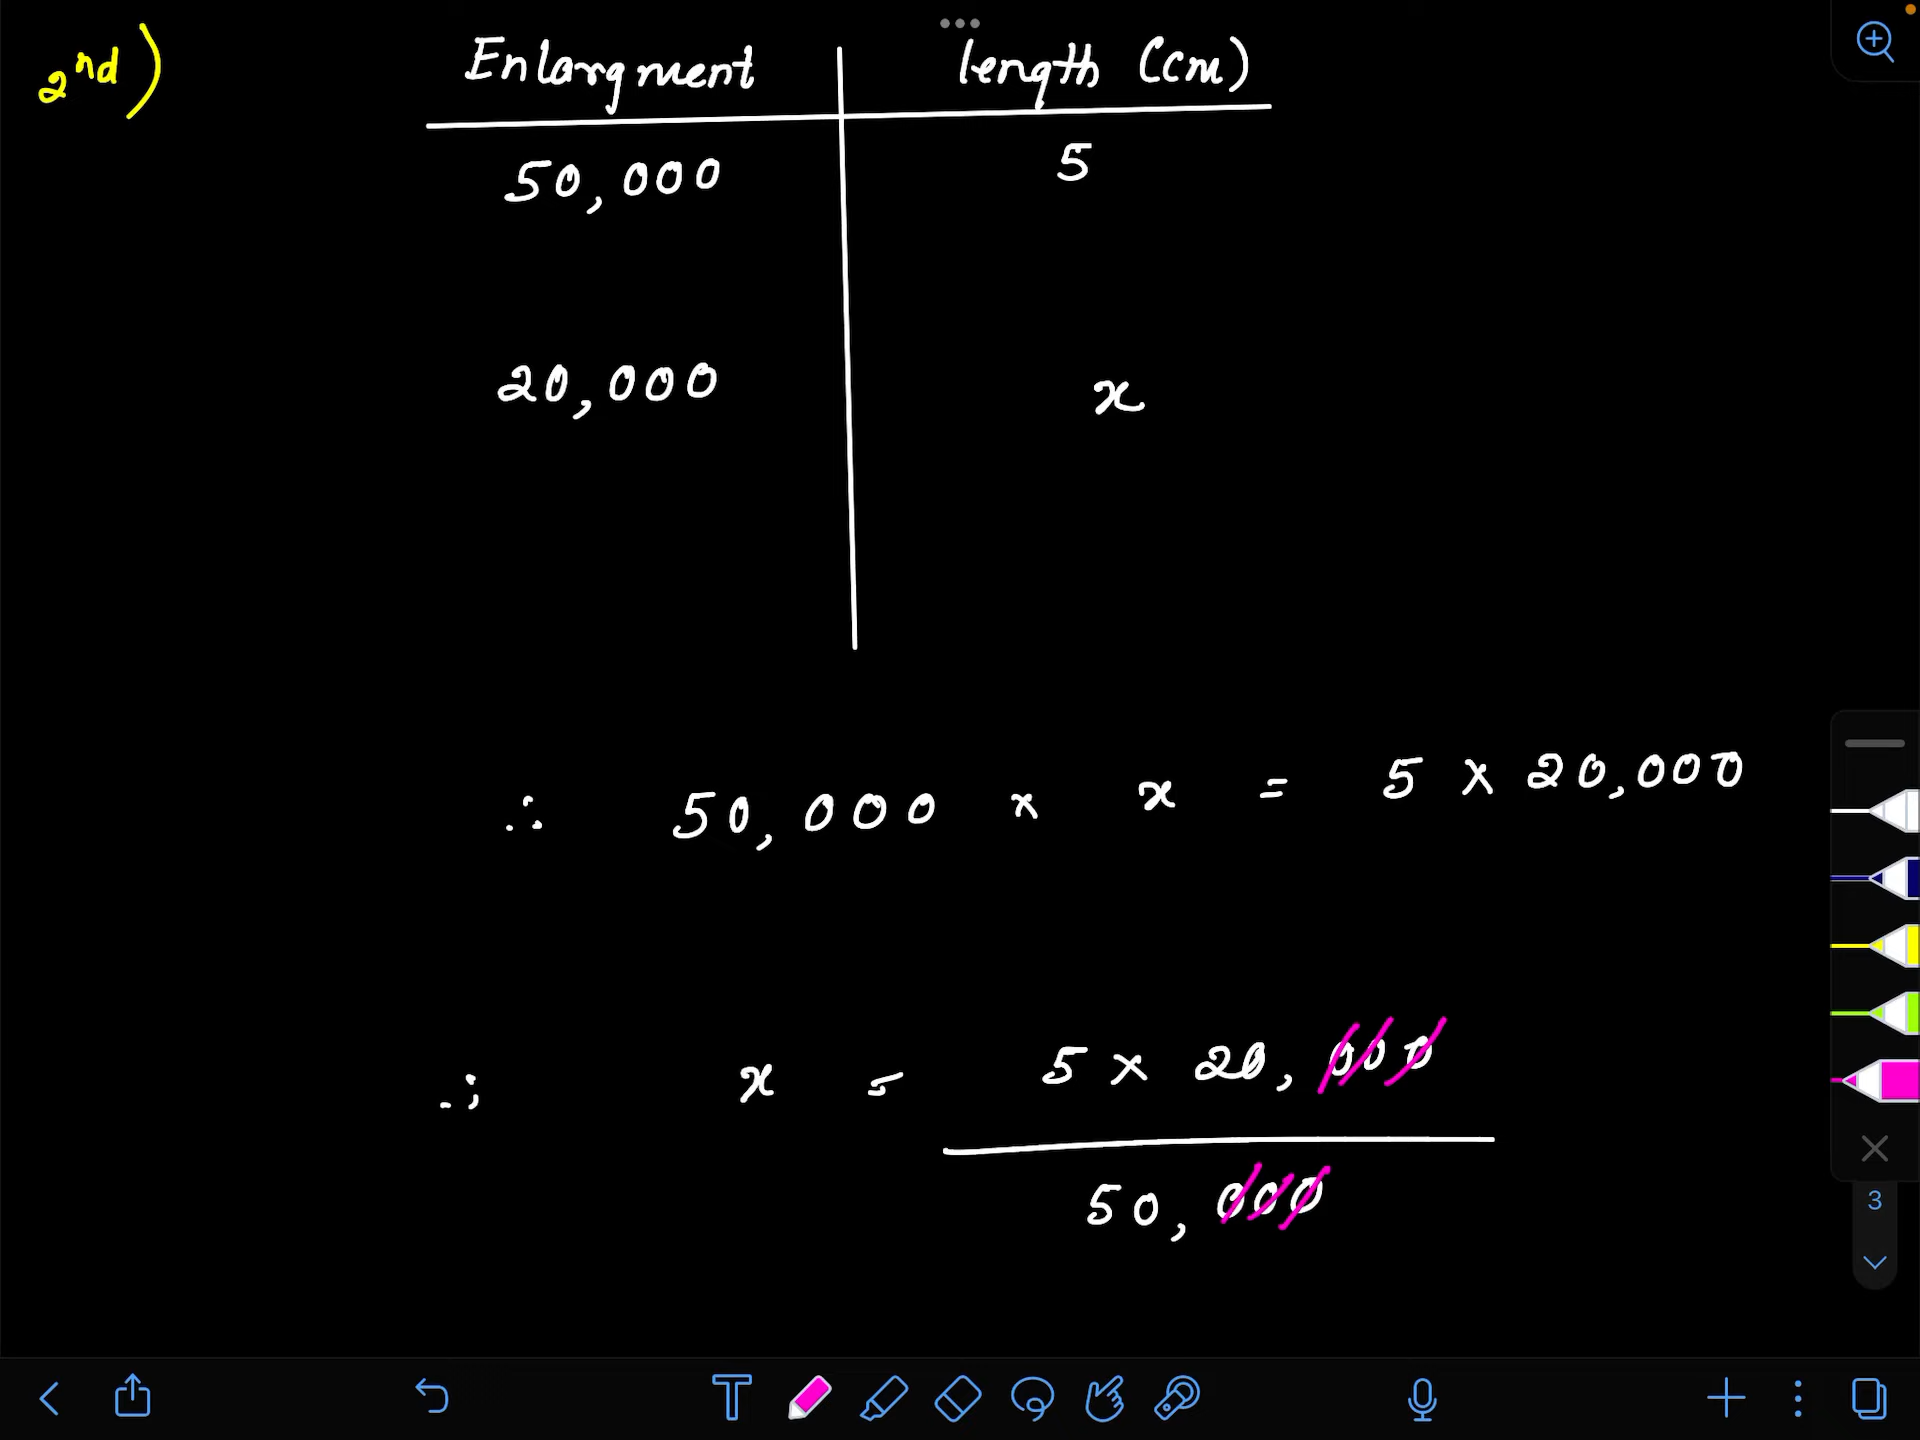 2nd)
Enlargment length (cm)
50,000 5
20,000 x
∴ 50,000 x x = 5 x 20,000
∴ x = 5 x 20,000
50,000
3